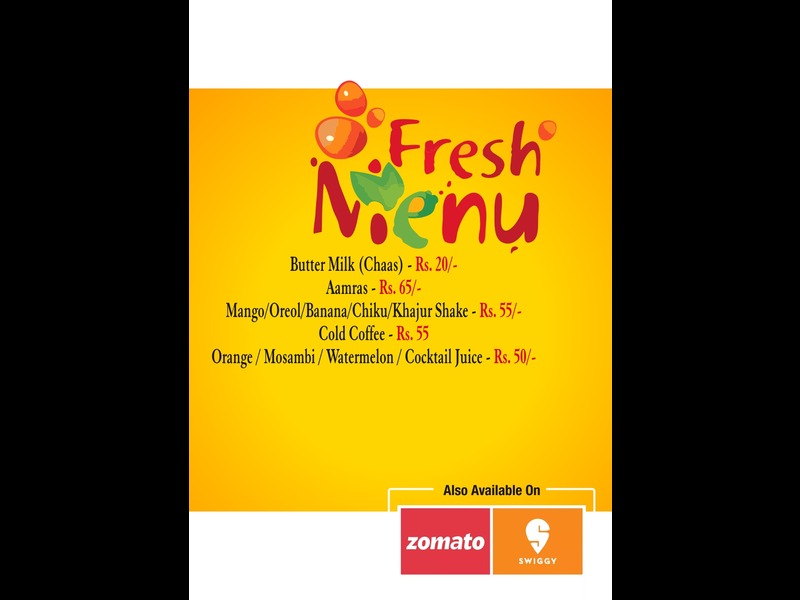 Fresh
Menu
Butter Milk (Chaas) - Rs. 20/-
Aamras - Rs. 65/-
Mango/Oreol/Banana/Chiku/Khajur Shake - Rs. 55/-
Cold Coffee - Rs. 55
Orange / Mosambi / Watermelon / Cocktail Juice - Rs. 50/-
Also Available On
zomato
SWIGGY